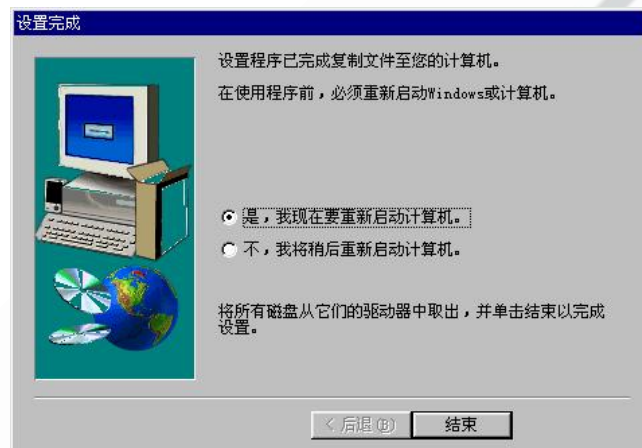 设置完成
设置程序已完成复制文件至您的计算机。
在使用程序前，必须重新启动Windows或计算机。
是，我现在要重新启动计算机。
不，我将稍后重新启动计算机。
将所有磁盘从它们的驱动器中取出，并单击结束以完成
设置。
< 后退(B)
结束